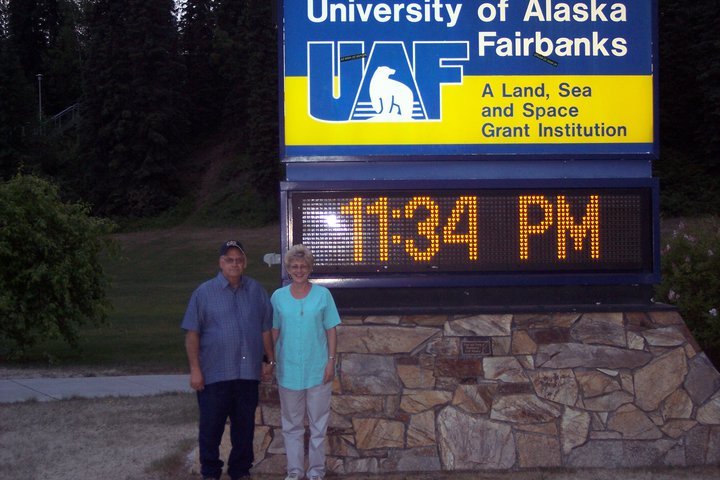 University of Alaska
Fairbanks
UAF
A Land, Sea
and Space
Grant Institution
11:34 PM